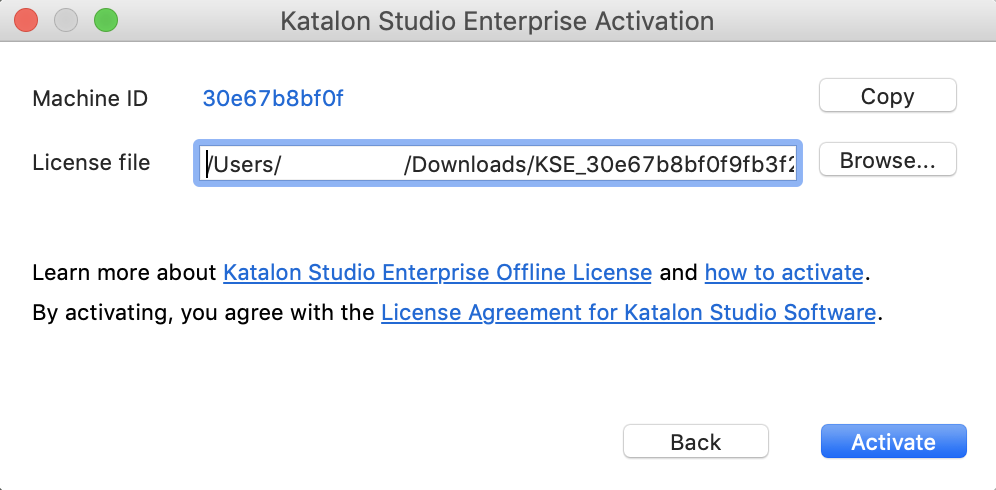 Katalon Studio Enterprise Activation
Machine ID 30e67b8bf0f Copy
License file /Users/ /Downloads/KSE_30e67b8bf0f9fb3f2 Browse...
Learn more about Katalon Studio Enterprise Offline License and how to activate.
By activating, you agree with the License Agreement for Katalon Studio Software.
Back Activate